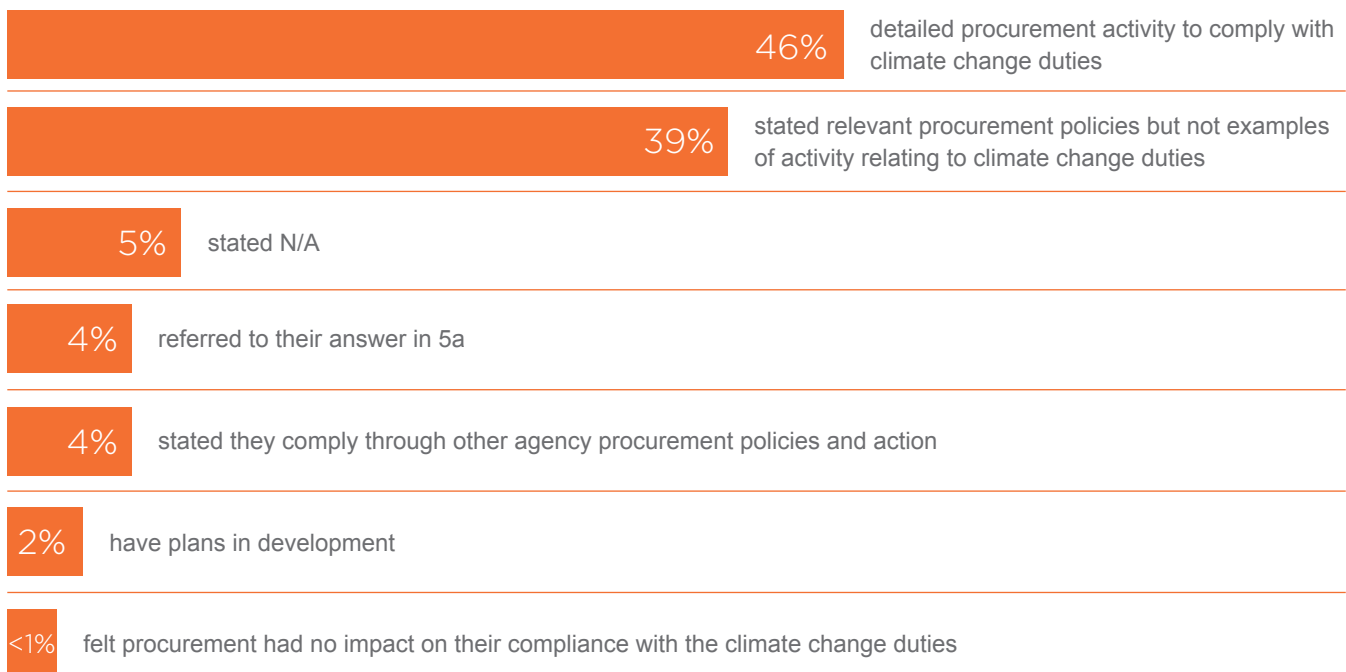 46%
detailed procurement activity to comply with
climate change duties
39%
stated relevant procurement policies but not examples
of activity relating to climate change duties
5%
stated N/A
4%
referred to their answer in 5a
4%
stated they comply through other agency procurement policies and action
2%
have plans in development
<1%
felt procurement had no impact on their compliance with the climate change duties